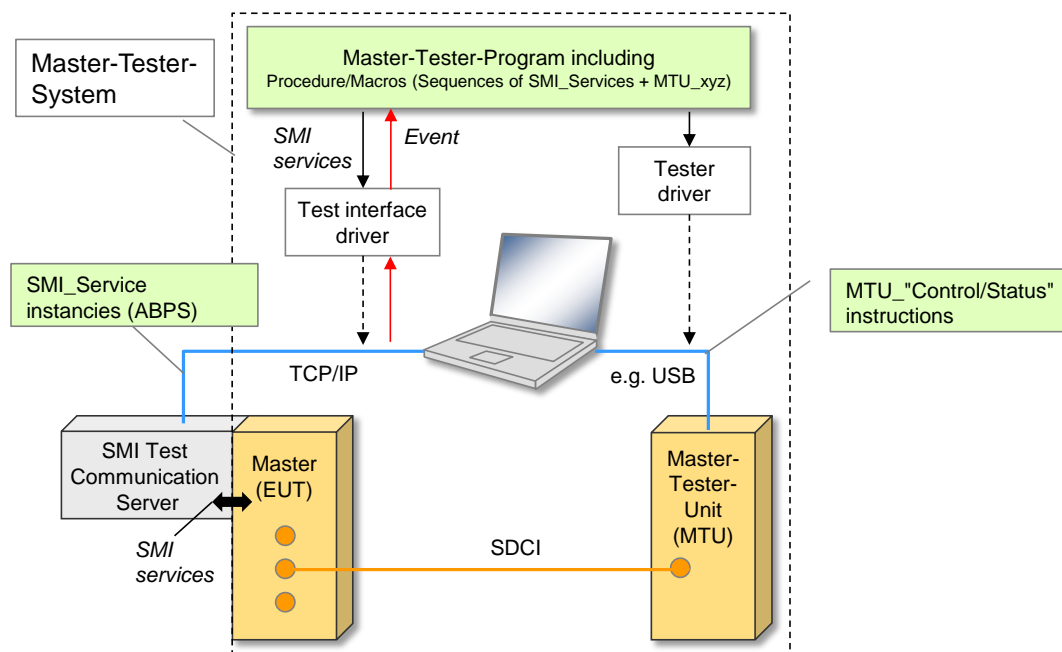 Master-Tester-
System
Master-Tester-Program including
Procedure/Macros (Sequences of SMI_Services + MTU_xyz)
SMI
services
Event
Tester
driver
Test interface
driver
SMI_Service
instancies (ABPS)
MTU_"Control/Status"
instructions
TCP/IP
e.g. USB
SMI Test
Communication
Server
Master
(EUT)
Master-
Tester-
Unit
(MTU)
SMI
services
SDCI